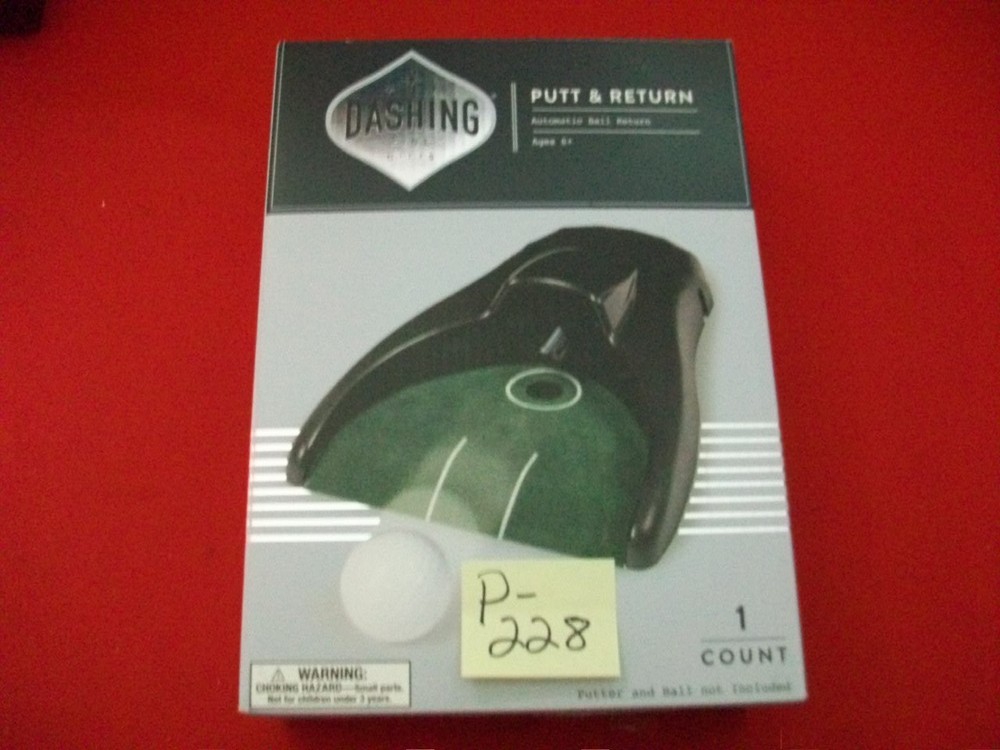 DASHING
PUTT & RETURN
Automatic Ball Return
Ages 6+
P-
228
1
COUNT
WARNING:
CHOKING HAZARD—Small parts.
Not for children under 3 years.
Putter and Ball not Included